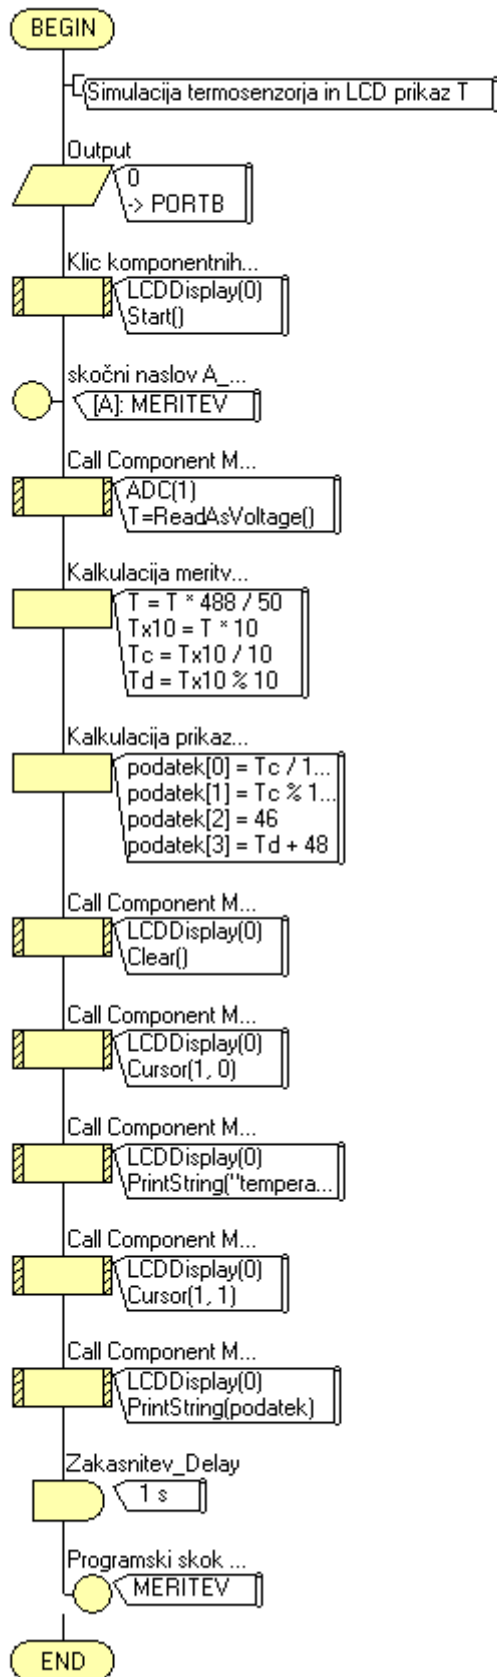 BEGIN
Simulacija termosenzorja in LCD prikaz T
Output
0
-> PORTB
Klic komponentnih...
LCDDisplay(0)
Start()
skočni naslov A_...
[A]: MERITEV
Call Component M...
ADC(1)
T=ReadAsVoltage()
Kalkulacija meritv...
T = T * 488 / 50
Tx10 = T * 10
Tc = Tx10 / 10
Td = Tx10 % 10
Kalkulacija prikaz...
podatek[0] = Tc / 1...
podatek[1] = Tc % 1...
podatek[2] = 46
podatek[3] = Td + 48
Call Component M...
LCDDisplay(0)
Clear()
Call Component M...
LCDDisplay(0)
Cursor(1, 0)
Call Component M...
LCDDisplay(0)
PrintString("tempera...
Call Component M...
LCDDisplay(0)
Cursor(1, 1)
Call Component M...
LCDDisplay(0)
PrintString(podatek)
Zakasnitev_Delay
1 s
Programski skok ...
MERITEV
END